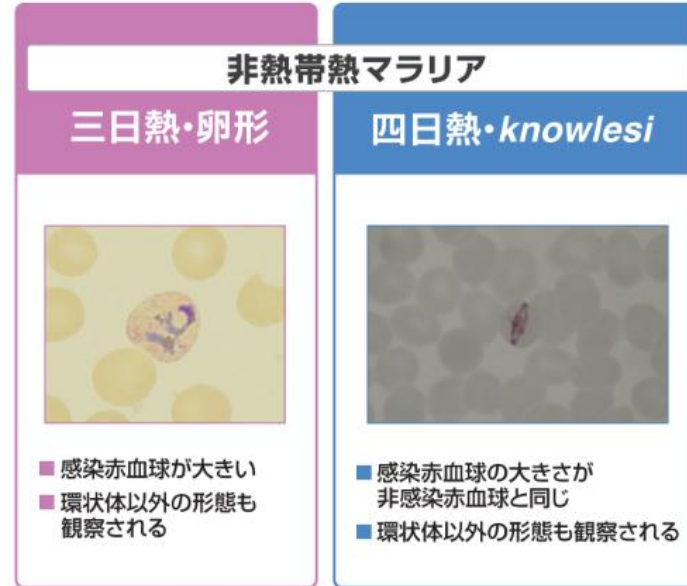 非熱帯熱マラリア
三日熱・卵形
四日熱・knowlesi
■ 感染赤血球が大きい
■ 環状体以外の形態も
観察される
■ 感染赤血球の大きさが
非感染赤血球と同じ
■ 環状体以外の形態も観察される